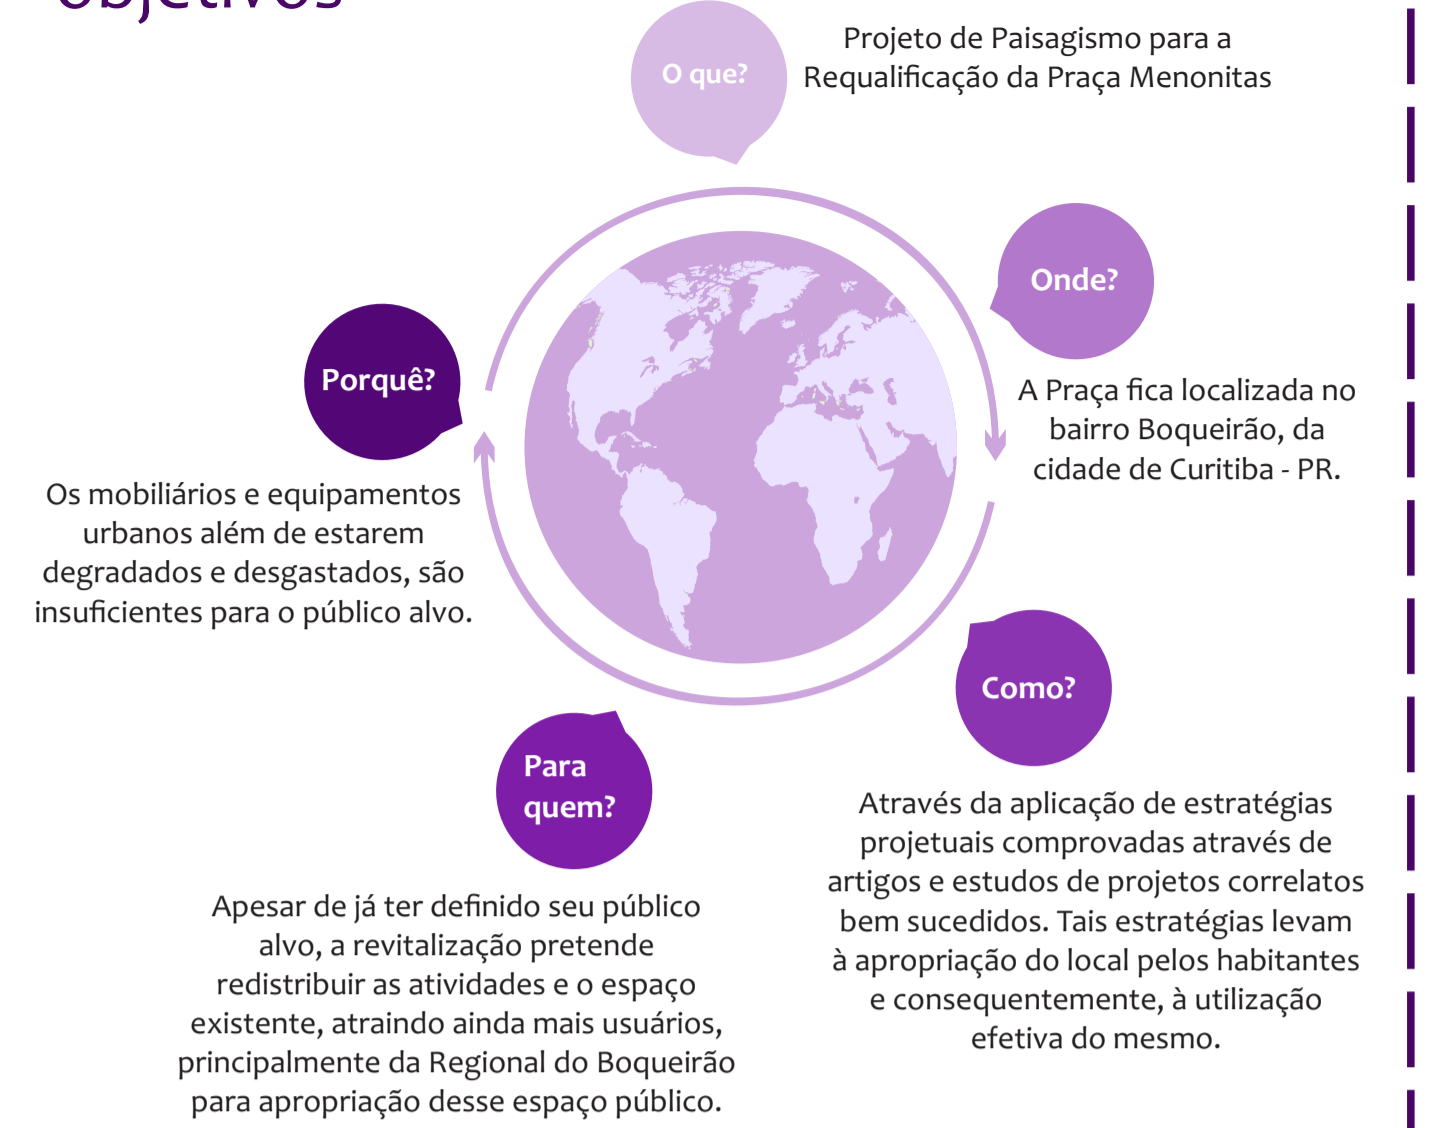 objetivos
O que?
Projeto de Paisagismo para a
Requalificação da Praça Menonitas
Onde?
A Praça fica localizada no
bairro Boqueirão, da
cidade de Curitiba - PR.
Como?
Através da aplicação de estratégias
projetuais comprovadas através de
artigos e estudos de projetos correlatos
bem sucedidos. Tais estratégias levam
à apropriação do local pelos habitantes
e consequentemente, à utilização
efetiva do mesmo.
Para
quem?
Apesar de já ter definido seu público
alvo, a revitalização pretende
redistribuir as atividades e o espaço
existente, atraindo ainda mais usuários,
principalmente da Regional do Boqueirão
para apropriação desse espaço público.
Porquê?
Os mobiliários e equipamentos
urbanos além de estarem
degradados e desgastados, são
insuficientes para o público alvo.